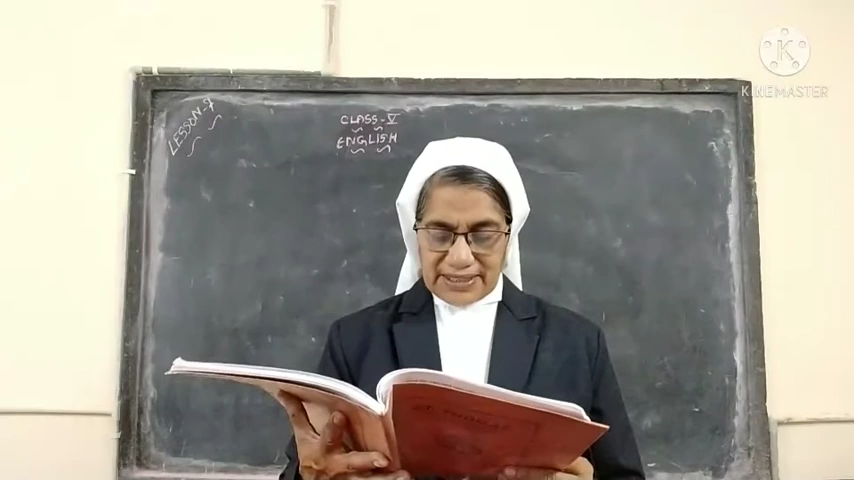 LESSON-7
CLASS-V
ENGLISH
K
KINEMASTER